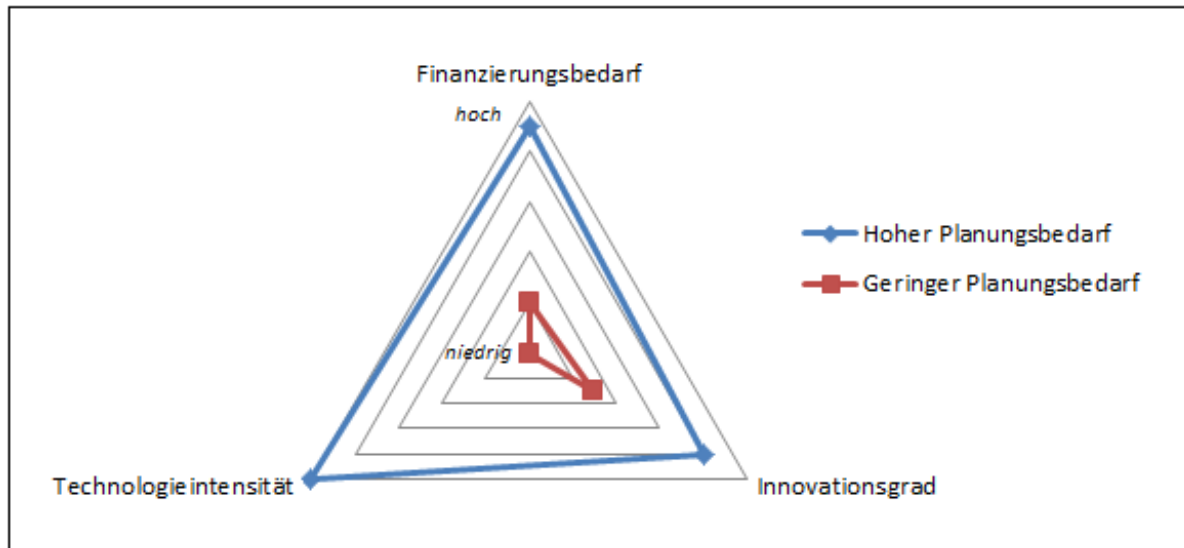 Finanzierungsbedarf
hoch
Hoher Planungsbedarf
Geringer Planungsbedarf
niedrig
Technologieintensität
Innovationsgrad